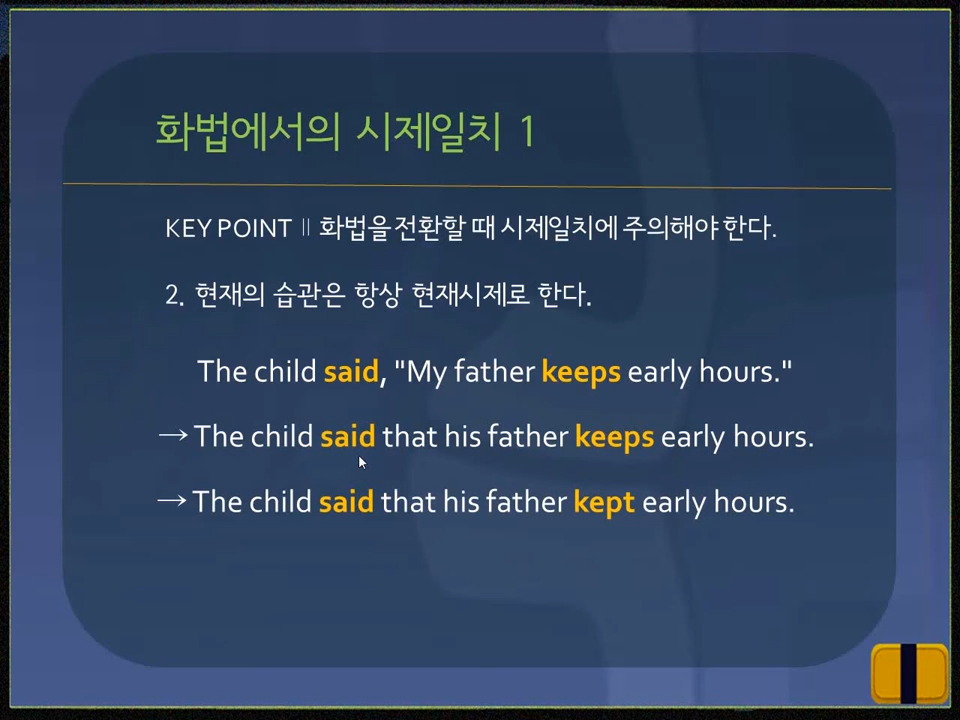 화법에서의 시제일치 1
KEY POINT Ⅱ 화법을 전환할 때 시제일치에 주의해야 한다.
2. 현재의 습관은 항상 현재시제로 한다.
The child said, "My father keeps early hours."
→ The child said that his father keeps early hours.
→ The child said that his father kept early hours.